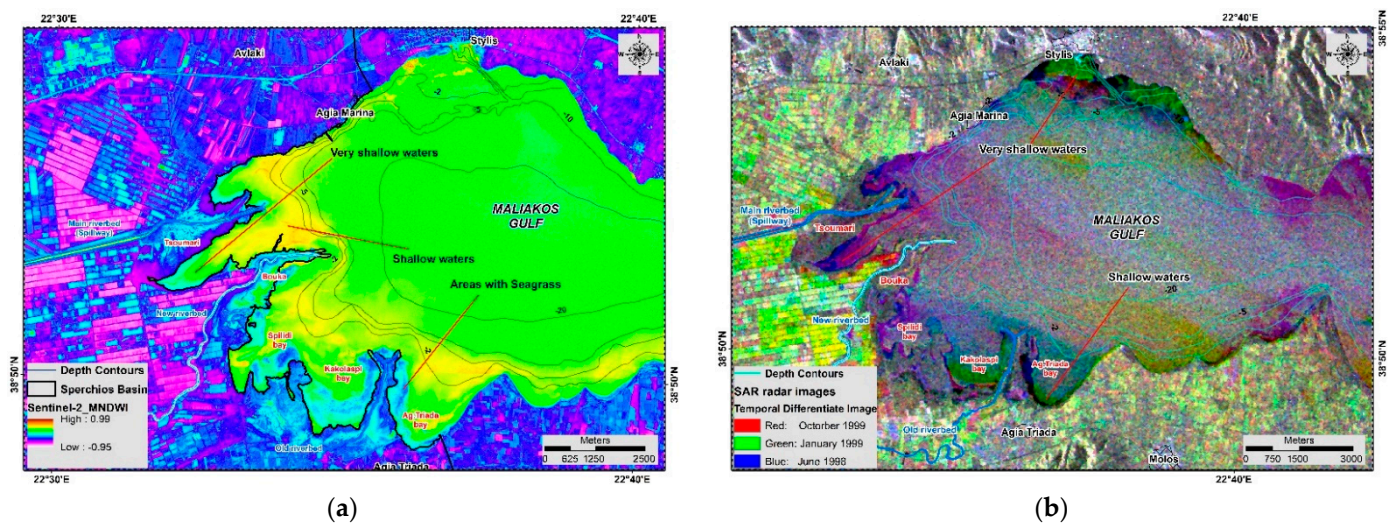 22°30'E
22°40'E
Stylis
Avlaki
Agia Marina
-2
-5
-10
Very shallow waters
-5
Main riverbed
(Spillway)
Tsoumari
MALIAKOS
GULF
Shallow waters
Bouka
Areas with Seagrass
New riverbed
-20
Spilidi
bay
-2
Kakolaspi
bay
Ag-Triada
bay
Old riverbed
Agia Triada
38°50'N
38°50'N
Depth Contours
Sperchios Basin
Sentinel-2_MNDWI
High : 0.99
Low : -0.95
Meters
0 625 1250 2500
22°30'E
22°40'E
(a)
22°40'E
38°55'N
Stylis
Avlaki
Agia Marina
-2
Very shallow waters
Main riverbed
(Spillway)
Tsoumari
MALIAKOS
GULF
Bouka
Shallow waters
-20
-5
New riverbed
Spilidi
bay
-2
Kakolaspi
bay
Ag-Triada
bay
Old riverbed
Agia Triada
Molos
38°50'N
38°50'N
Depth Contours
SAR radar images
Temporal Differentiate Image
Red: Octorber 1999
Green: January 1999
Blue: June 1998
Meters
0 750 1500 3000
22°40'E
(b)